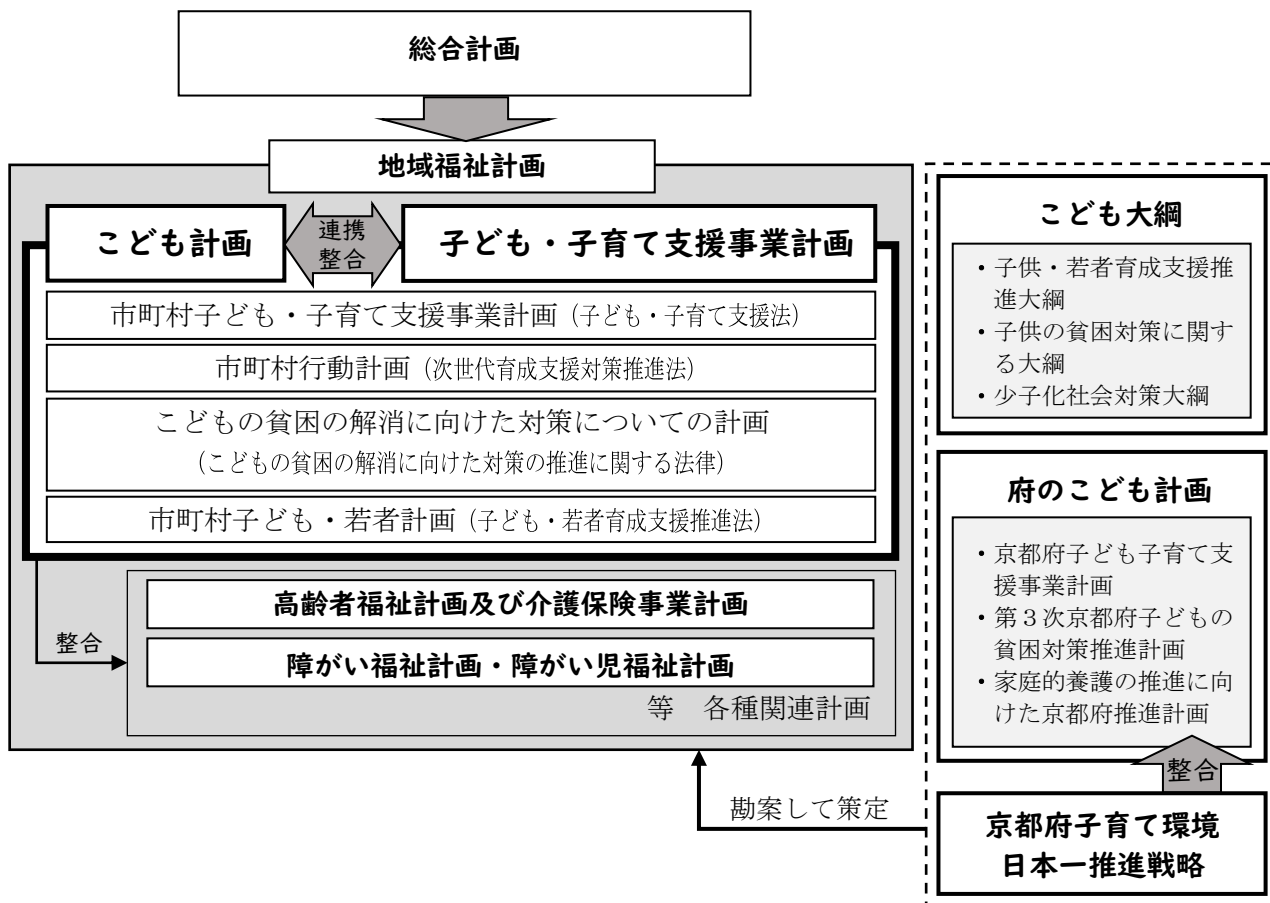 総合計画
地域福祉計画
こども計画
連携
整合
子ども・子育て支援事業計画
市町村子ども・子育て支援事業計画（子ども・子育て支援法）
市町村行動計画（次世代育成支援対策推進法）
こどもの貧困の解消に向けた対策についての計画
（こどもの貧困の解消に向けた対策の推進に関する法律）
市町村子ども・若者計画（子ども・若者育成支援推進法）
整合
高齢者福祉計画及び介護保険事業計画
障がい福祉計画・障がい児福祉計画
等　各種関連計画
こども大綱
・子供・若者育成支援推
進大綱
・子供の貧困対策に関す
る大綱
・少子化社会対策大綱
府のこども計画
・京都府子ども子育て支
援事業計画
・第３次京都府子どもの
貧困対策推進計画
・家庭的養護の推進に向
けた京都府推進計画
整合
京都府子育て環境
日本一推進戦略
勘案して策定